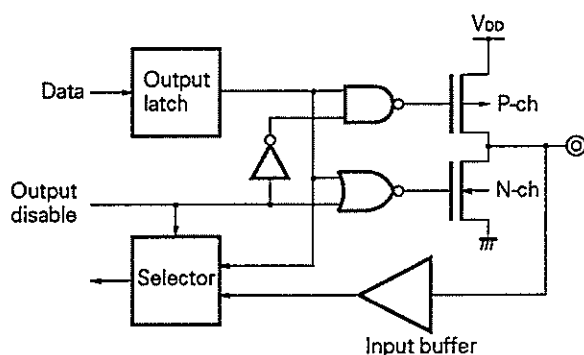 VDD
Output
latch
Data
P-ch
Output
disable
N-ch
Selector
Input buffer